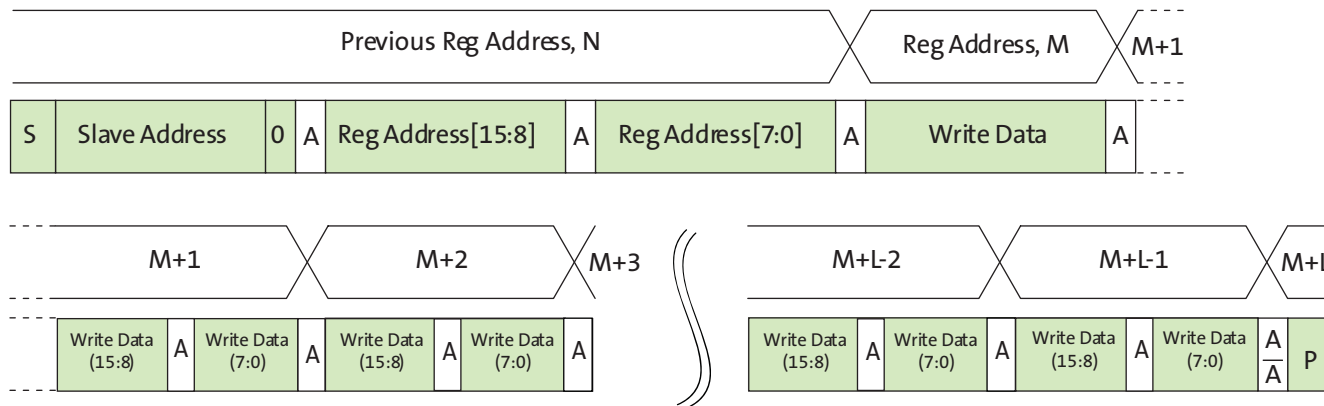 Previous Reg Address, N Reg Address, M M+1
S Slave Address 0 A Reg Address[15:8] A Reg Address[7:0] A Write Data A
M+1 M+2 M+3 M+L-2 M+L-1 M+L
Write Data (15:8) A Write Data (7:0) A Write Data (15:8) A Write Data (7:0) A Write Data (15:8) A Write Data (7:0) A Write Data (15:8) A Write Data (7:0) A A̅ P